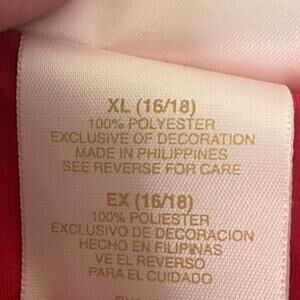 XL (16/18)
100% POLYESTER
EXCLUSIVE OF DECORATION
MADE IN PHILIPPINES
SEE REVERSE FOR CARE
EX (16/18)
100% POLIESTER
EXCLUSIVO DE DECORACION
HECHO EN FILIPINAS
VE EL REVERSO
PARA EL CUIDADO